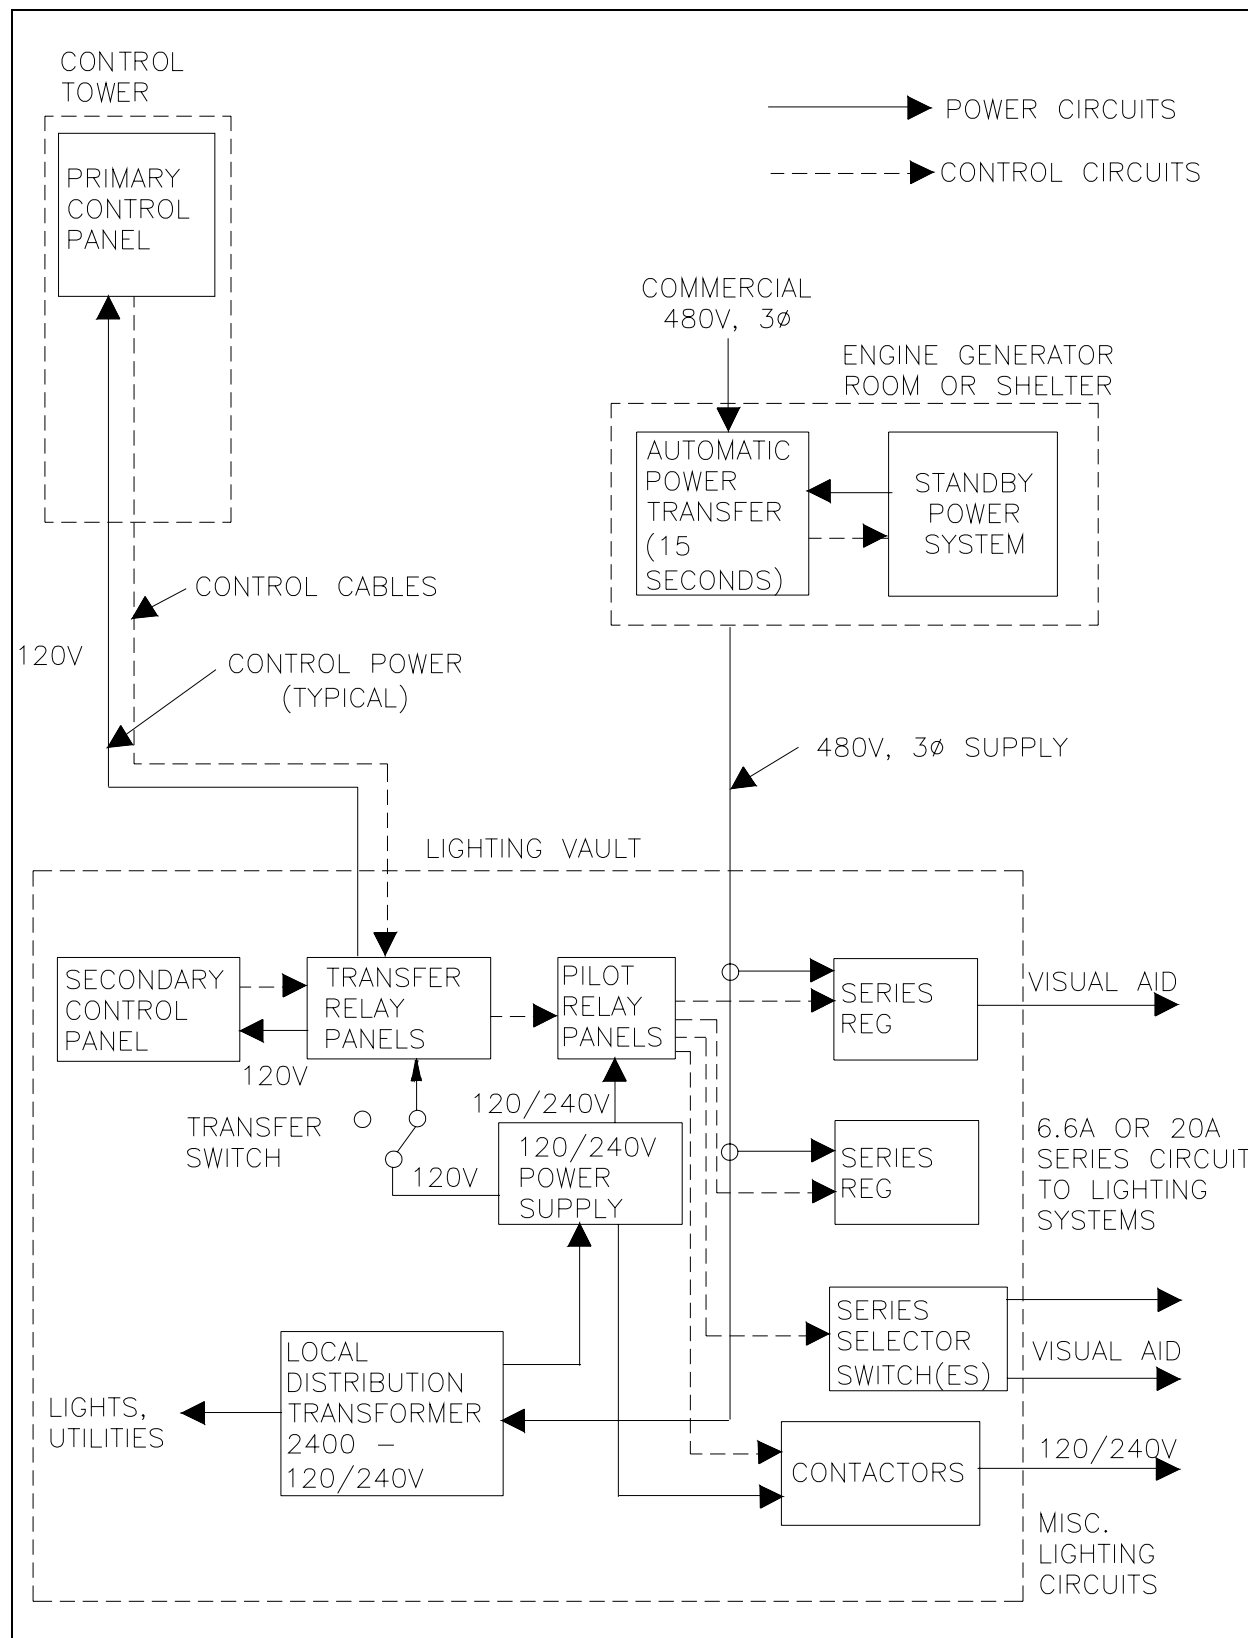 CONTROL
TOWER
PRIMARY
CONTROL
PANEL
POWER CIRCUITS
CONTROL CIRCUITS
COMMERCIAL
480V, 3ø
ENGINE GENERATOR
ROOM OR SHELTER
AUTOMATIC
POWER
TRANSFER
(15
SECONDS)
STANDBY
POWER
SYSTEM
CONTROL CABLES
120V
CONTROL POWER
(TYPICAL)
480V, 3ø SUPPLY
LIGHTING VAULT
SECONDARY
CONTROL
PANEL
TRANSFER
RELAY
PANELS
PILOT
RELAY
PANELS
SERIES
REG
VISUAL AID
120V
TRANSFER
SWITCH
120/240V
120V
120/240V
POWER
SUPPLY
SERIES
REG
6.6A OR 20A
SERIES CIRCUIT
TO LIGHTING
SYSTEMS
SERIES
SELECTOR
SWITCH(ES)
VISUAL AID
LOCAL
DISTRIBUTION
TRANSFORMER
2400 –
120/240V
LIGHTS,
UTILITIES
CONTACTORS
120/240V
MISC.
LIGHTING
CIRCUITS